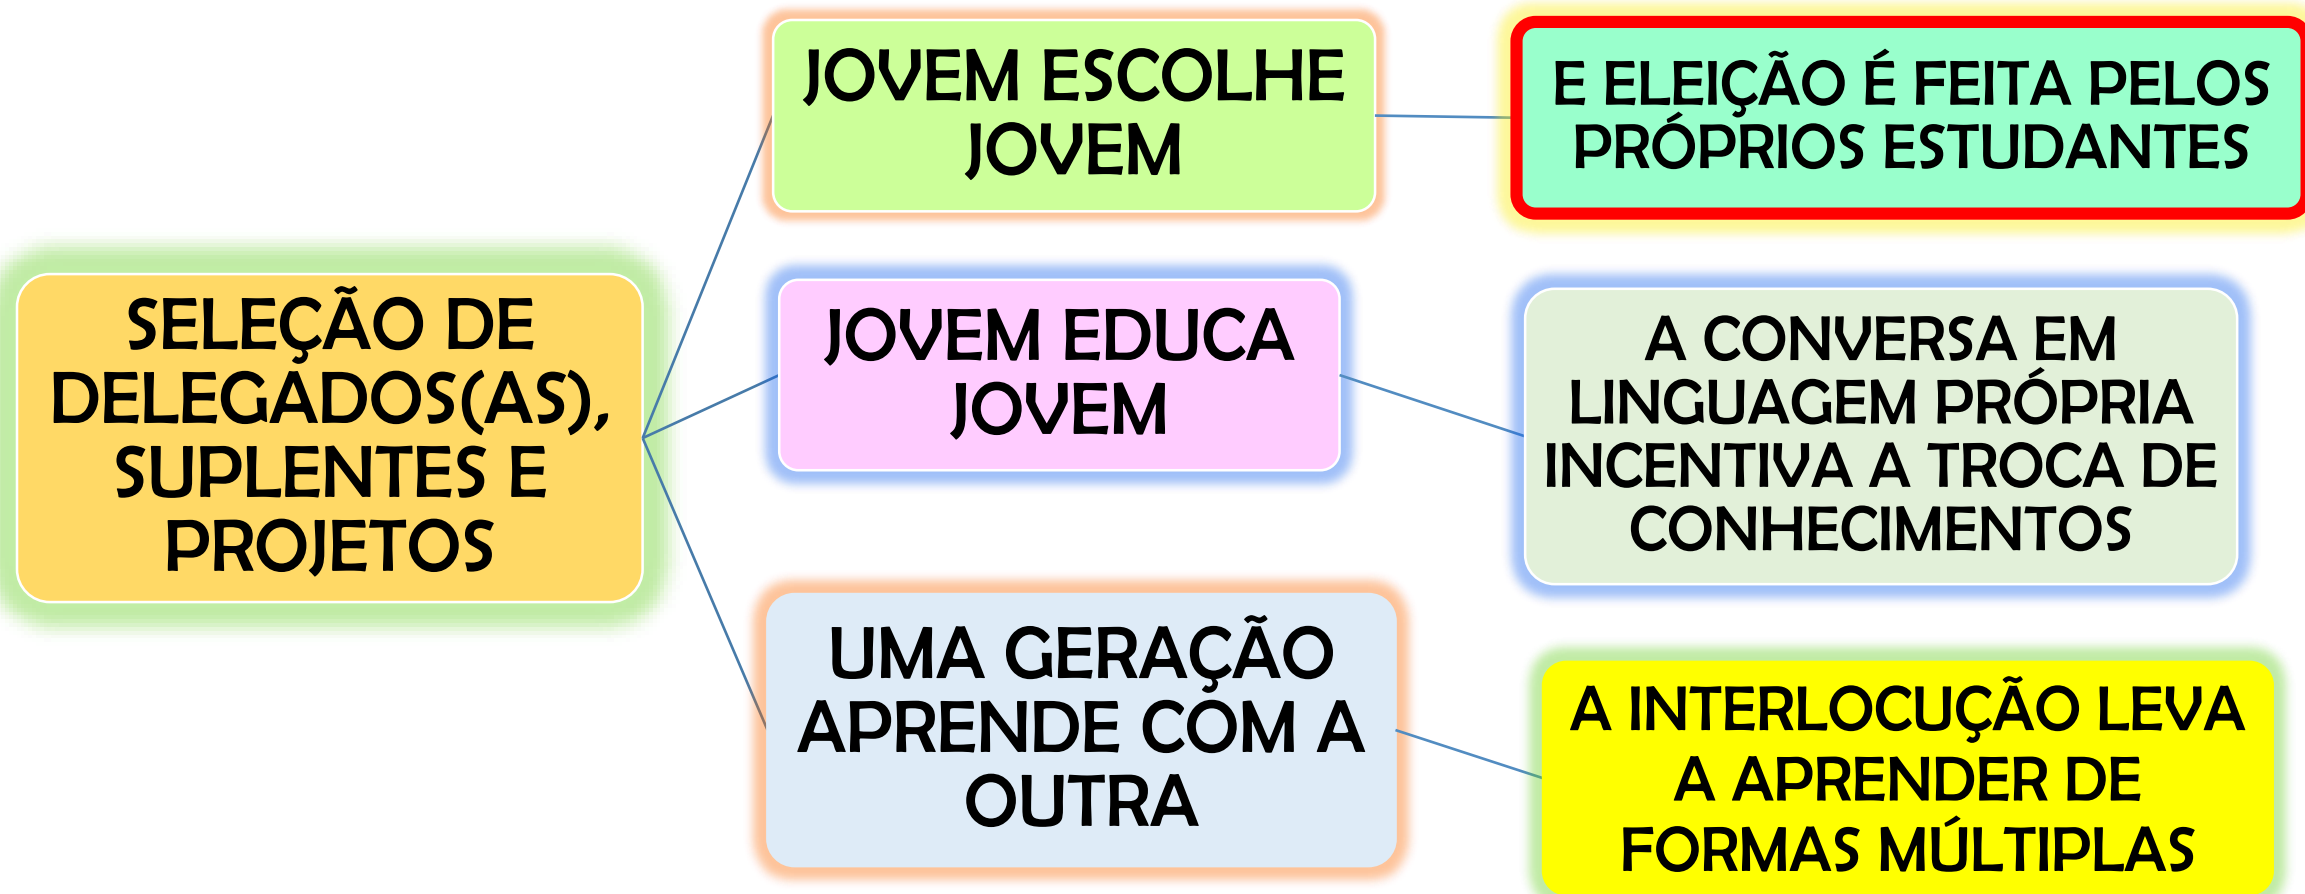 SELEÇÃO DE
DELEGADOS(AS),
SUPLENTES E
PROJETOS
JOVEM ESCOLHE
JOVEM
E ELEIÇÃO É FEITA PELOS
PRÓPRIOS ESTUDANTES
JOVEM EDUCA
JOVEM
A CONVERSA EM
LINGUAGEM PRÓPRIA
INCENTIVA A TROCA DE
CONHECIMENTOS
UMA GERAÇÃO
APRENDE COM A
OUTRA
A INTERLOCUÇÃO LEVA
A APRENDER DE
FORMAS MÚLTIPLAS